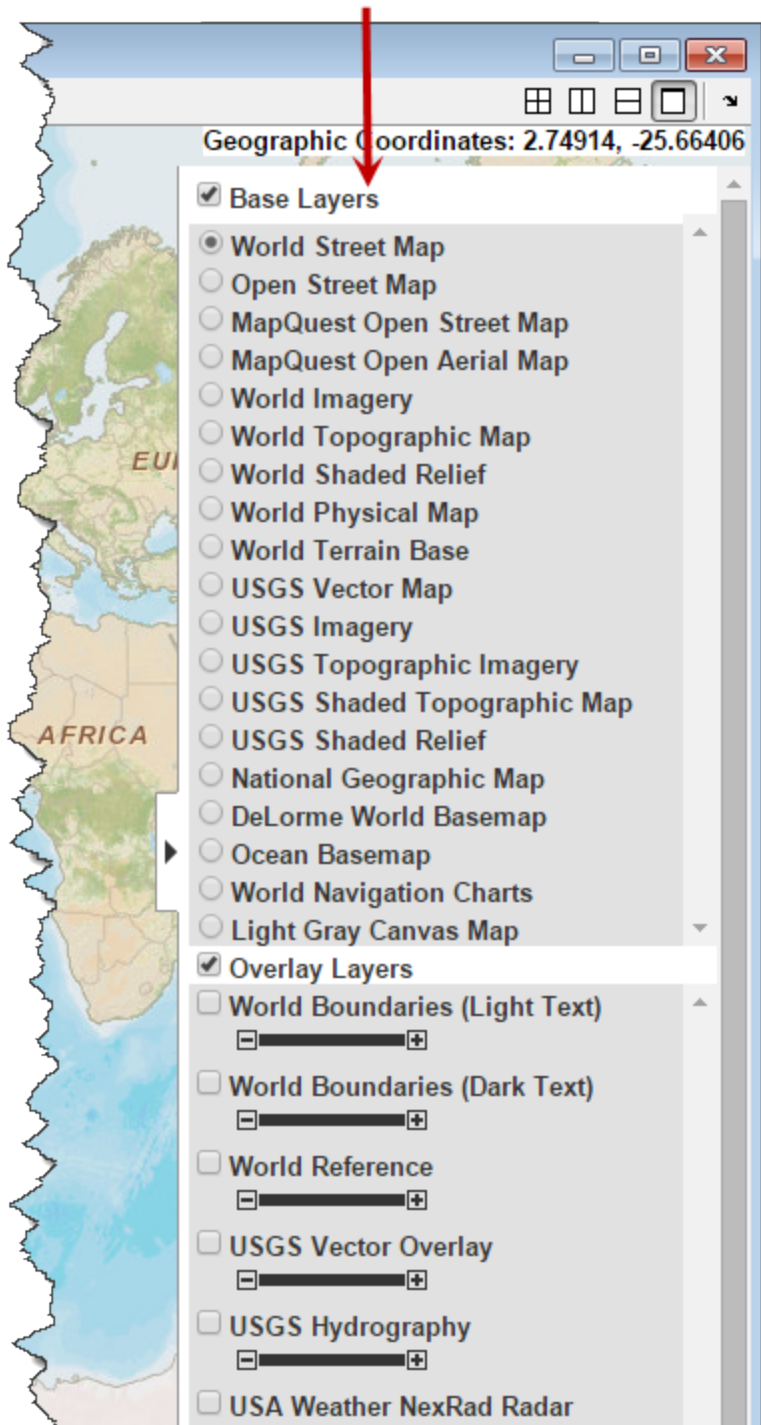 Geographic Coordinates: 2.74914, -25.66406
Base Layers
World Street Map
Open Street Map
MapQuest Open Street Map
MapQuest Open Aerial Map
World Imagery
World Topographic Map
World Shaded Relief
World Physical Map
World Terrain Base
USGS Vector Map
USGS Imagery
USGS Topographic Imagery
USGS Shaded Topographic Map
USGS Shaded Relief
National Geographic Map
DeLorme World Basemap
Ocean Basemap
World Navigation Charts
Light Gray Canvas Map
Overlay Layers
World Boundaries (Light Text)
World Boundaries (Dark Text)
World Reference
USGS Vector Overlay
USGS Hydrography
USA Weather NexRad Radar
EU
AFRICA